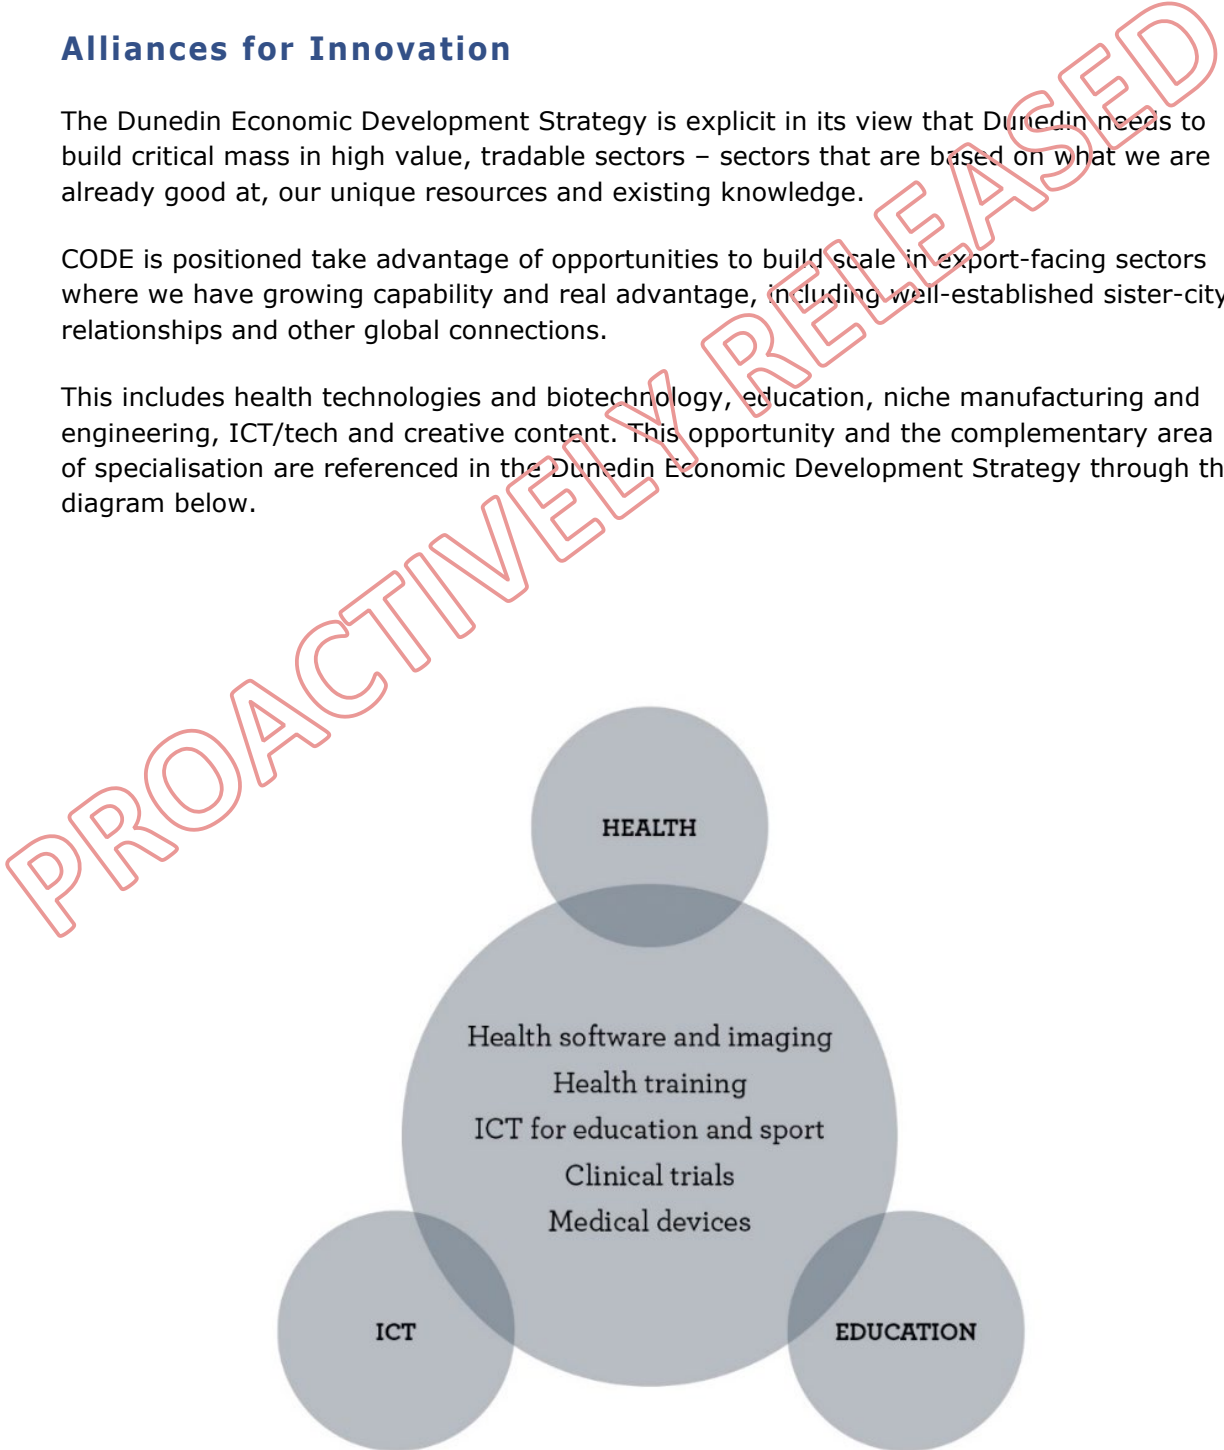 Alliances for Innovation
The Dunedin Economic Development Strategy is explicit in its view that Dunedin needs to
build critical mass in high value, tradable sectors – sectors that are based on what we are
already good at, our unique resources and existing knowledge.
CODE is positioned take advantage of opportunities to build scale in export-facing sectors
where we have growing capability and real advantage, including well-established sister-city
relationships and other global connections.
This includes health technologies and biotechnology, education, niche manufacturing and
engineering, ICT/tech and creative content. This opportunity and the complementary area
of specialisation are referenced in the Dunedin Economic Development Strategy through th
diagram below.
PROACTIVELY RELEASED
HEALTH
Health software and imaging
Health training
ICT for education and sport
Clinical trials
Medical devices
ICT
EDUCATION